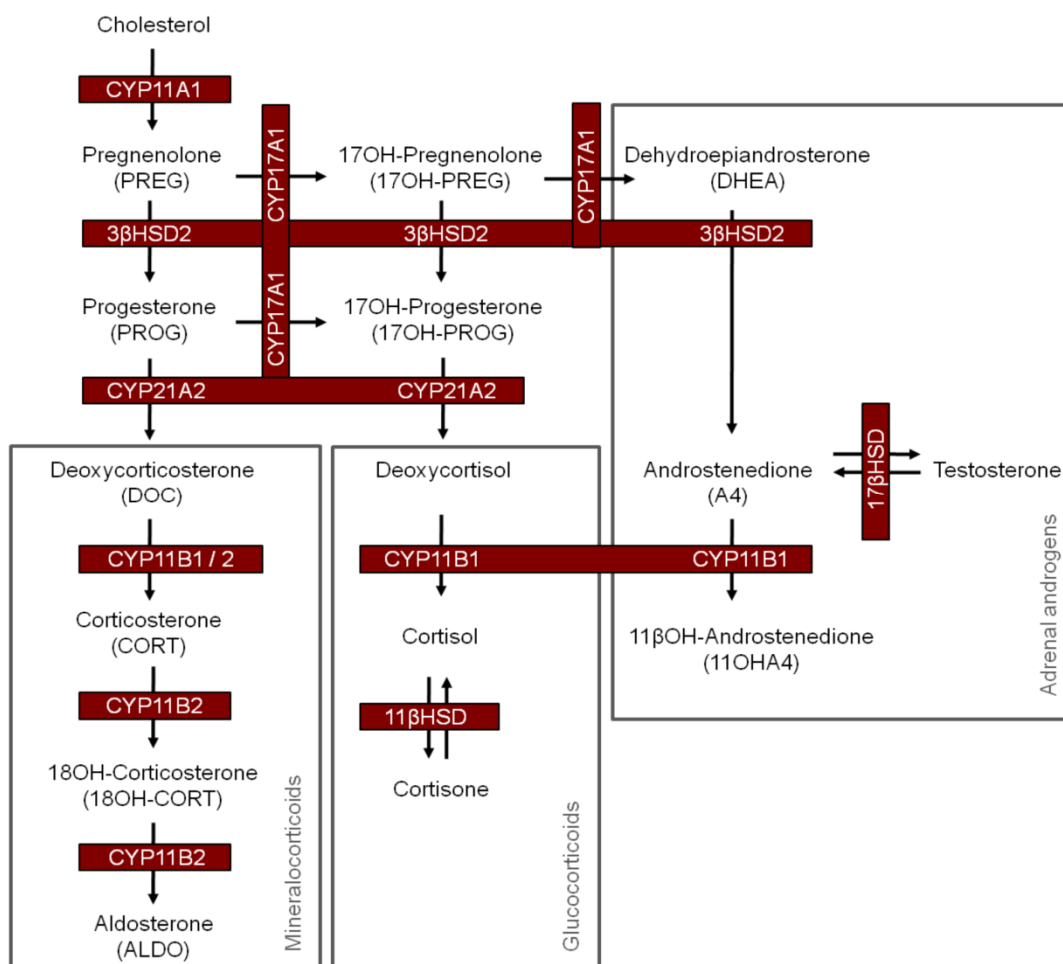 Cholesterol
CYP11A1
Pregnenolone
(PREG)
CYP17A1
17OH-Pregnenolone
(17OH-PREG)
CYP17A1
Dehydroepiandrosterone
(DHEA)
3βHSD2
3βHSD2
3βHSD2
Progesterone
(PROG)
CYP17A1
17OH-Progesterone
(17OH-PROG)
CYP21A2
CYP21A2
Deoxycorticosterone
(DOC)
CYP11B1 / 2
Corticosterone
(CORT)
CYP11B2
18OH-Corticosterone
(18OH-CORT)
CYP11B2
Aldosterone
(ALDO)
Mineralocorticoids
Deoxycortisol
CYP11B1
Cortisol
11βHSD
Cortisone
Glucocorticoids
Androstenedione
(A4)
17βHSD
Testosterone
CYP11B1
11βOH-Androstenedione
(11OHA4)
Adrenal androgens